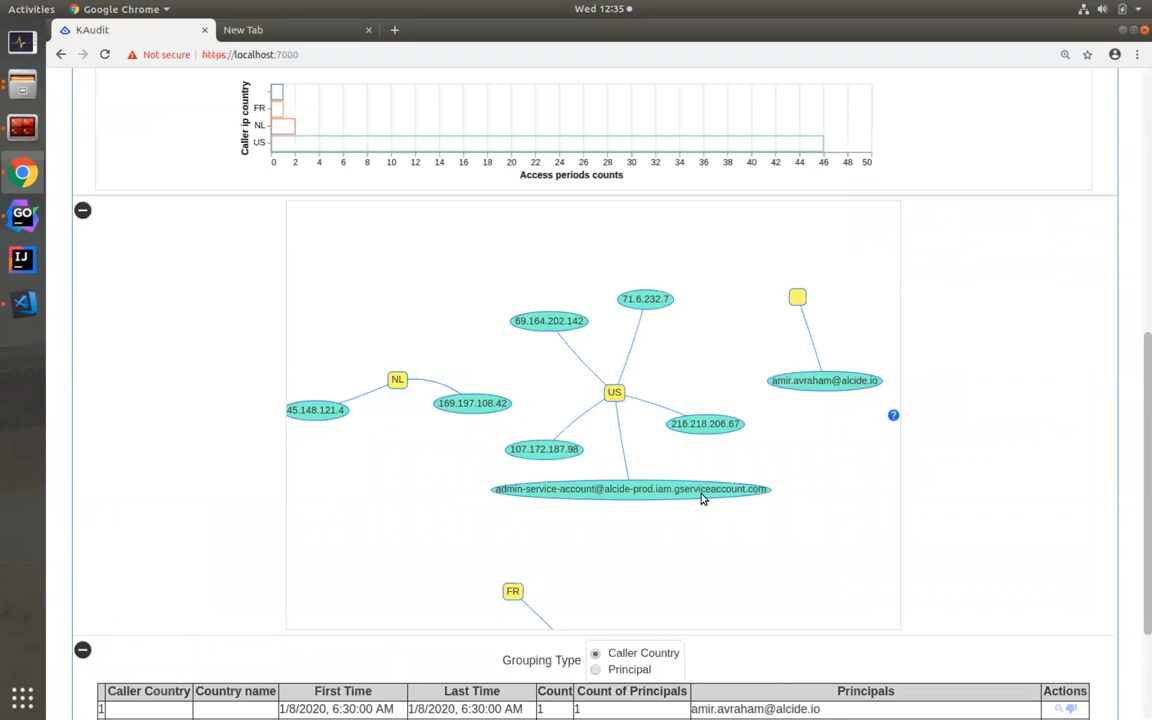 Activities
Google Chrome
Wed 12:35
KAudit
New Tab
Not secure
https://localhost:7000
Caller ip country
FR
NL
US
0 2 4 6 8 10 12 14 16 18 20 22 24 26 28 30 32 34 36 38 40 42 44 46 48 50
Access periods counts
71.6.232.7
69.164.202.142
NL
US
amir.avraham@alcide.io
45.148.121.4
169.197.108.42
216.218.206.67
107.172.187.98
admin-service-account@alcide-prod.iam.gserviceaccount.com
FR
Grouping Type
Caller Country
Principal
Caller Country Country name First Time Last Time Count Count of Principals Principals Actions
1 1/8/2020, 6:30:00 AM 1/8/2020, 6:30:00 AM 1 1 amir.avraham@alcide.io